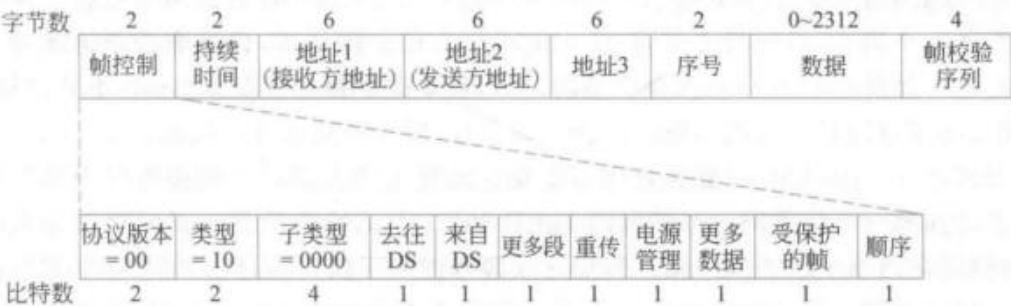 字节数 2 2 6 6 6 2 0~2312 4
帧控制 持续时间 地址1(接收方地址) 地址2(发送方地址) 地址3 序号 数据 帧校验序列
协议版本=00 类型=10 子类型=0000 去往DS 来自DS 更多段 重传 电源管理 更多数据 受保护的帧 顺序
比特数 2 2 4 1 1 1 1 1 1 1 1